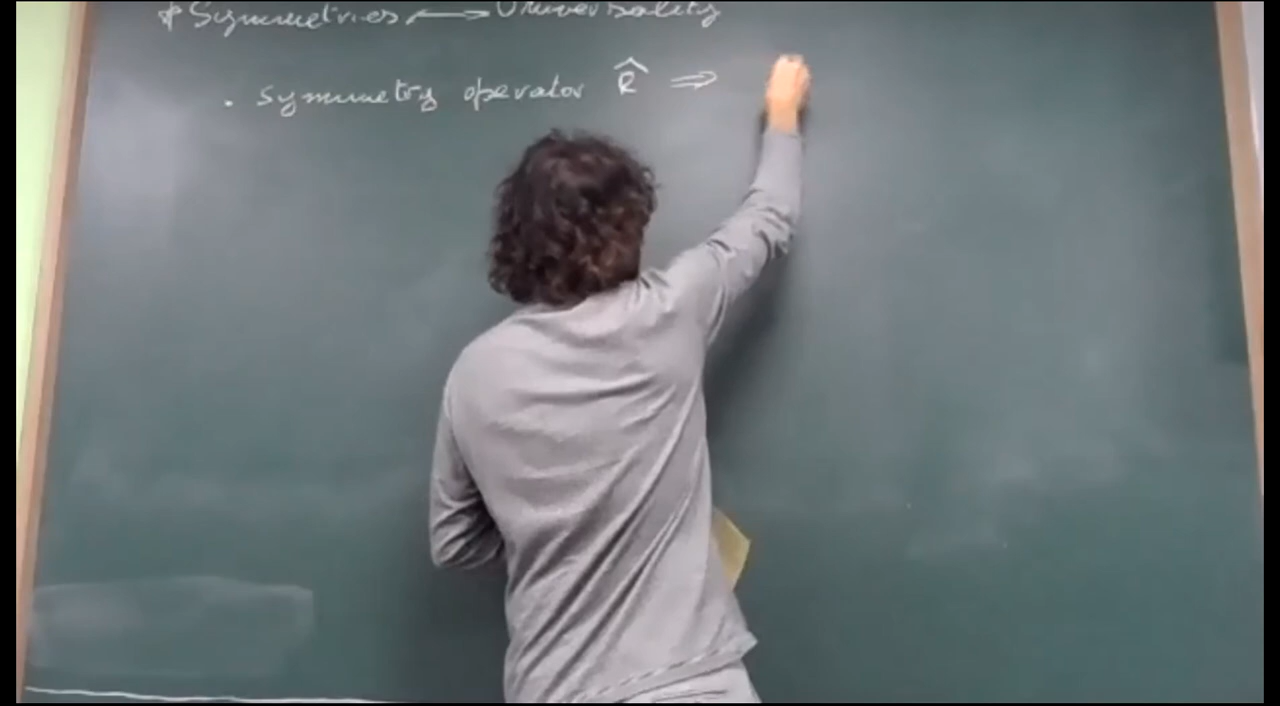 * Symmetries ⟷ Universality
. symmetry operator R̂ ⇒